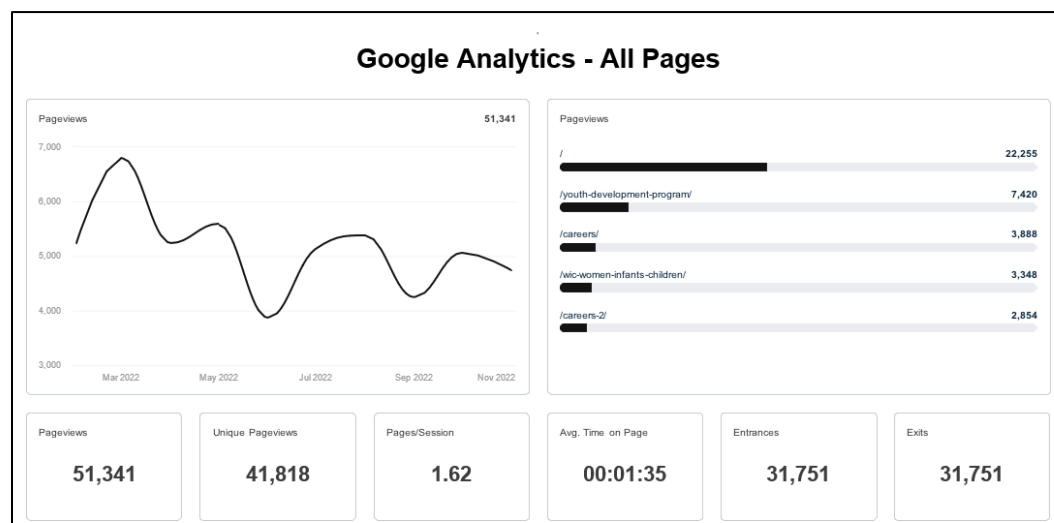 Google Analytics - All Pages
Pageviews 51,341
7,000
6,000
5,000
4,000
3,000
Mar 2022 May 2022 Jul 2022 Sep 2022 Nov 2022
Pageviews
/ 22,255
/youth-development-program/ 7,420
/careers/ 3,888
/wic-women-infants-children/ 3,348
/careers-2/ 2,854
Pageviews
51,341
Unique Pageviews
41,818
Pages/Session
1.62
Avg. Time on Page
00:01:35
Entrances
31,751
Exits
31,751